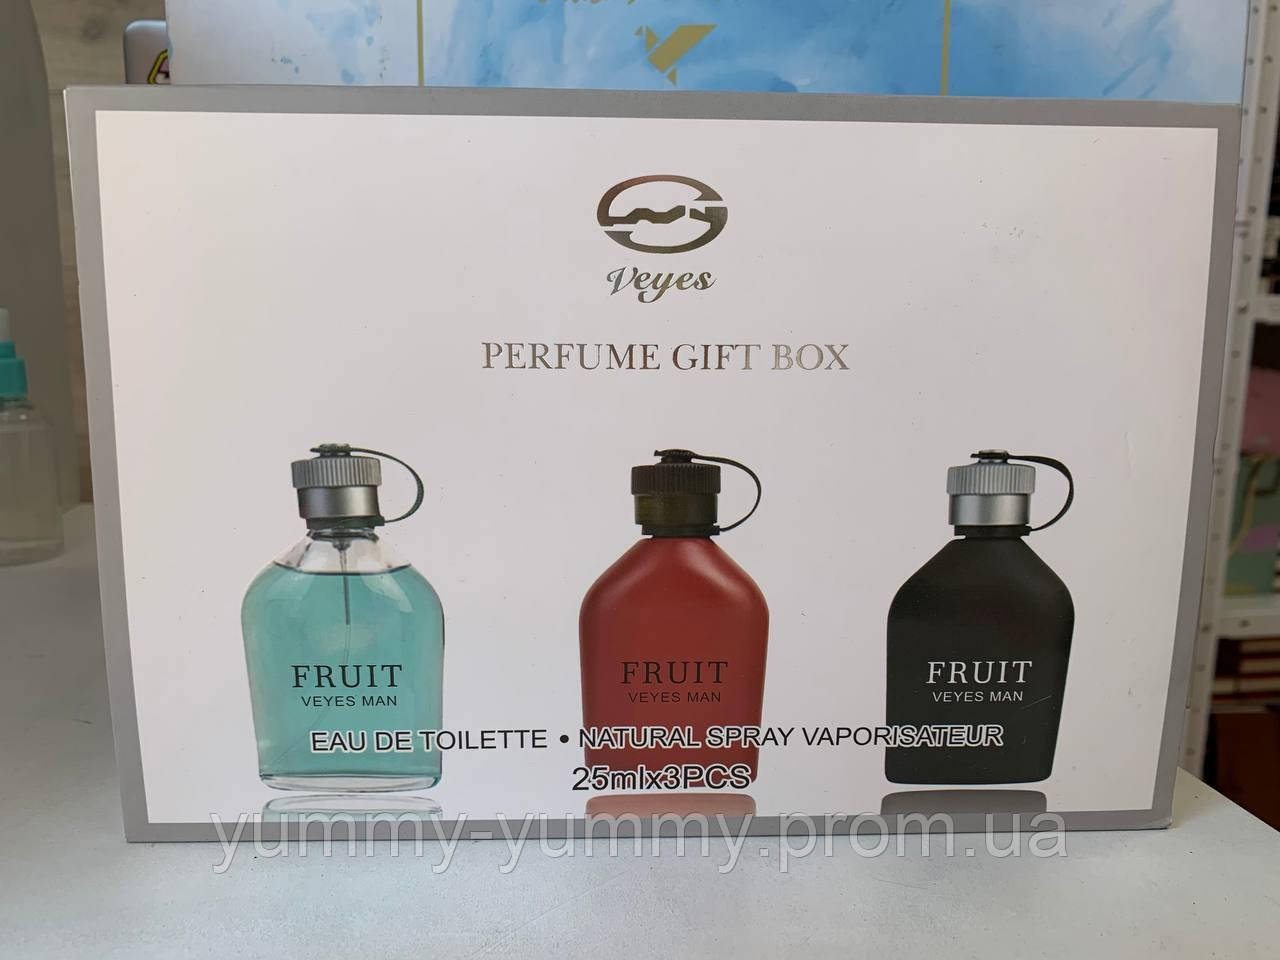 Veyes
PERFUME GIFT BOX
FRUIT
VEYES MAN
FRUIT
VEYES MAN
FRUIT
VEYES MAN
EAU DE TOILETTE • NATURAL SPRAY VAPORISATEUR
25mlx3PCS
yummy-yummy.prom.ua